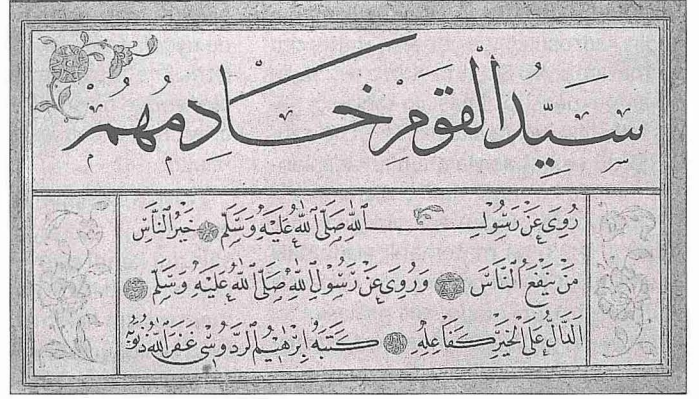 سَيِّدُ الْقَوْمِ خَادِمُهُمْ
رُوِىَ عَنْ رَسُولِ اللّٰهِ صَلَّى اللّٰهُ عَلَيْهِ وَسَلَّمَ خَيْرُ النَّاسِ
مَنْ يَنْفَعُ النَّاسَ وَرُوِىَ عَنْ رَسُولِ اللّٰهِ صَلَّى اللّٰهُ عَلَيْهِ وَسَلَّمَ
اَلدَّالُّ عَلَى الْخَيْرِ كَفَاعِلِهِ كَتَبَهُ اِبْرٰهِيمُ الرُّدُوسِى غَفَرَ اللّٰهُ ذُنُوبَهُ